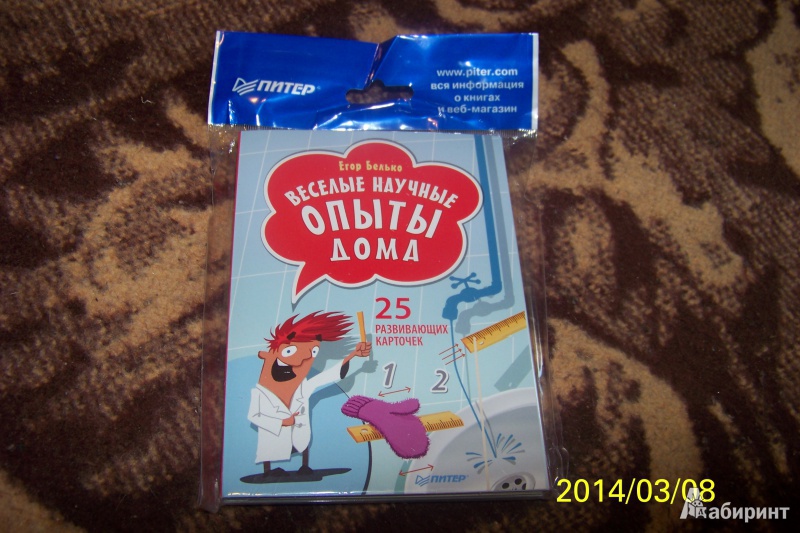 ПИТЕР
www.piter.com
вся информация
о книгах
и веб-магазин
Егор Белько
ВЕСЕЛЫЕ НАУЧНЫЕ
ОПЫТЫ
ДОМА
25
РАЗВИВАЮЩИХ
КАРТОЧЕК
1
2
ПИТЕР
2014/03/08
Лабиринт